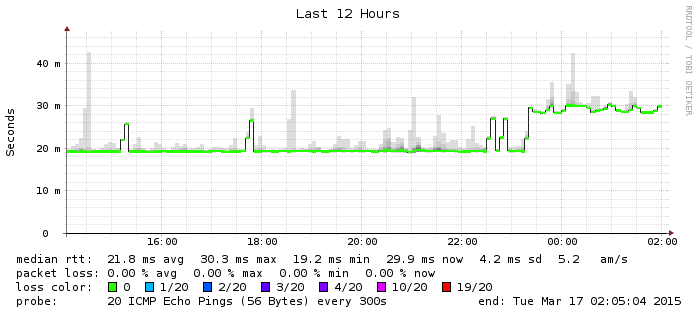 Last 12 Hours
RRDTOOL / TOBI OETIKER
Seconds
40 m
30 m
20 m
10 m
0
16:00 18:00 20:00 22:00 00:00 02:00
median rtt: 21.8 ms avg 30.3 ms max 19.2 ms min 29.9 ms now 4.2 ms sd 5.2 am/s
packet loss: 0.00 % avg 0.00 % max 0.00 % min 0.00 % now
loss color: 0 1/20 2/20 3/20 4/20 10/20 19/20
probe: 20 ICMP Echo Pings (56 Bytes) every 300s end: Tue Mar 17 02:05:04 2015